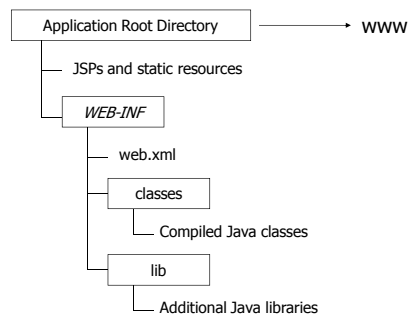 Application Root Directory
www
JSPs and static resources
WEB-INF
web.xml
classes
Compiled Java classes
lib
Additional Java libraries